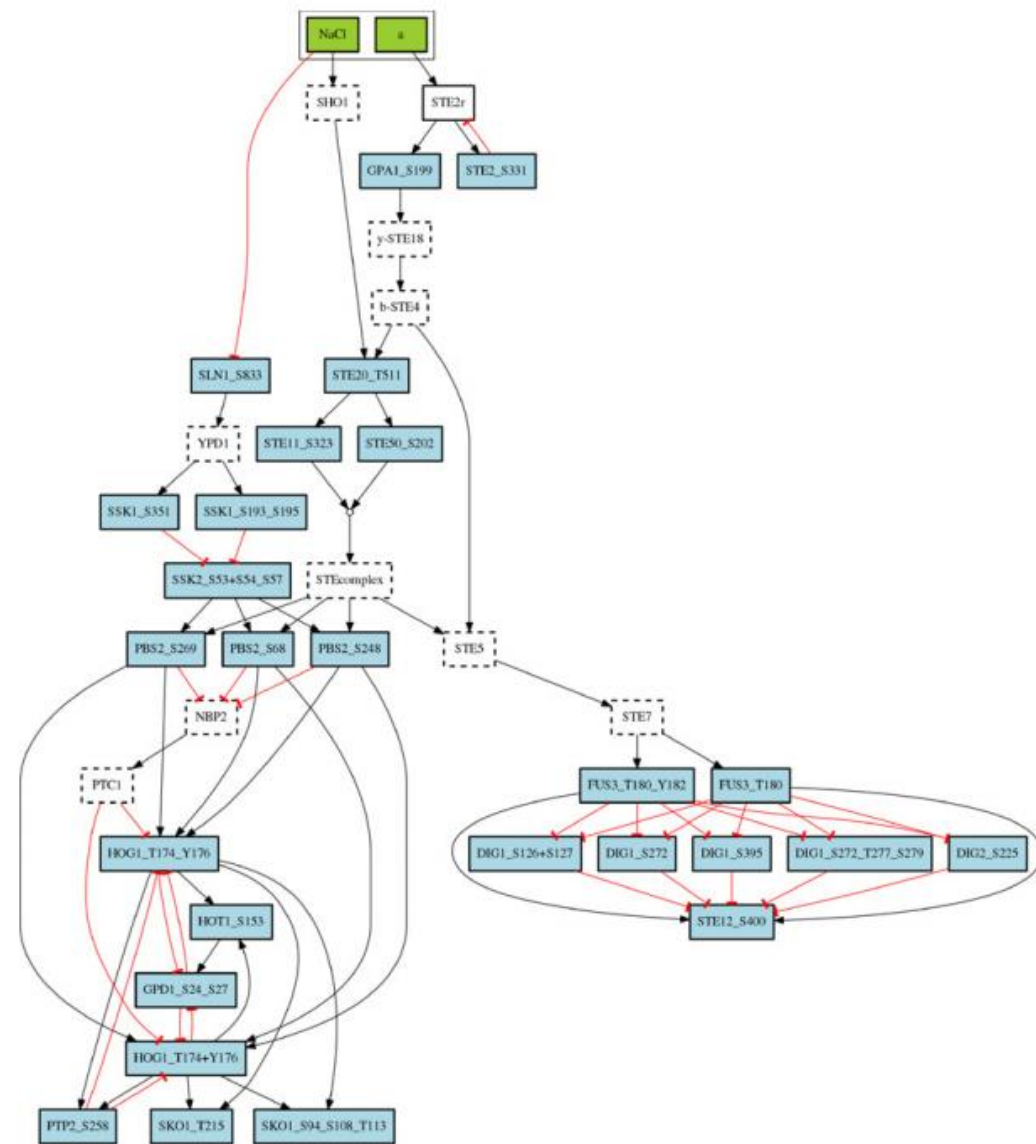 NaCl
a
SHO1
STE2r
GPA1_S199
STE2_S331
y-STE18
b-STE4
SLN1_S833
STE20_T511
YPD1
STE11_S323
STE50_S202
SSK1_S351
SSK1_S193_S195
SSK2_S53+S54_S57
STEcomplex
PBS2_S269
PBS2_S68
PBS2_S248
STE5
NBP2
STE7
PTC1
FUS3_T180_Y182
FUS3_T180
HOG1_T174_Y176
DIG1_S126+S127
DIG1_S272
DIG1_S395
DIG1_S272_T277_S279
DIG2_S225
HOT1_S153
STE12_S400
GPD1_S24_S27
HOG1_T174+Y176
PTP2_S258
SKO1_T215
SKO1_S94_S108_T113